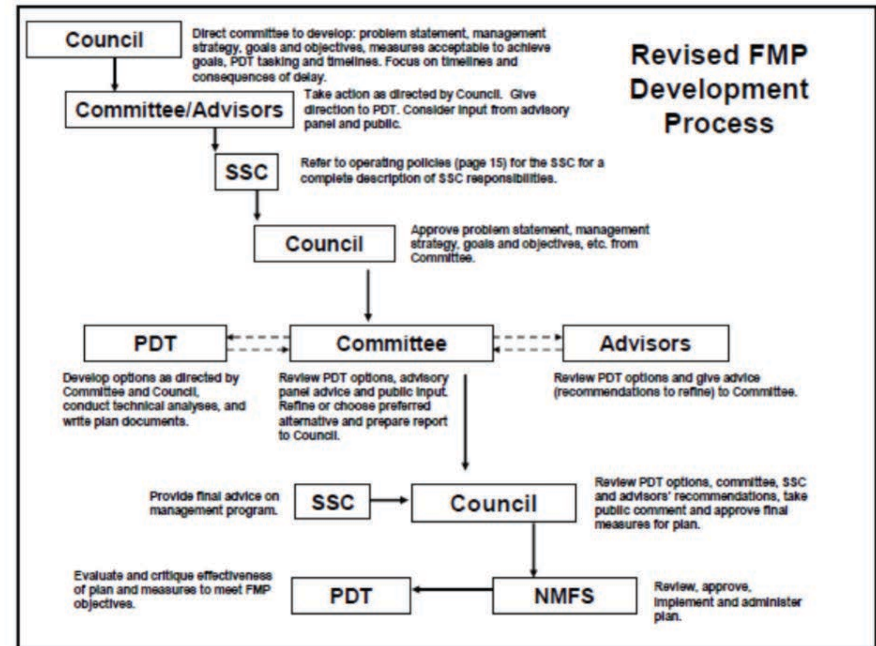 Revised FMP
Development
Process
Council
Direct committee to develop: problem statement, management
strategy, goals and objectives, measures acceptable to achieve
goals, PDT tasking and timelines. Focus on timelines and
consequences of delay.
Committee/Advisors
Take action as directed by Council. Give
direction to PDT. Consider input from advisory
panel and public.
SSC
Refer to operating policies (page 15) for the SSC for a
complete description of SSC responsibilities.
Council
Approve problem statement, management
strategy, goals and objectives, etc. from
Committee.
PDT
Develop options as directed by
Committee and Council,
conduct technical analyses, and
write plan documents.
Committee
Review PDT options, advisory
panel advice and public input.
Refine or choose preferred
alternative and prepare report
to Council.
Advisors
Review PDT options and give advice
(recommendations to refine) to Committee.
Provide final advice on
management program.
SSC
Council
Review PDT options, committee, SSC
and advisors' recommendations, take
public comment and approve final
measures for plan.
Evaluate and critique effectiveness
of plan and measures to meet FMP
objectives.
PDT
NMFS
Review, approve,
implement and administer
plan.